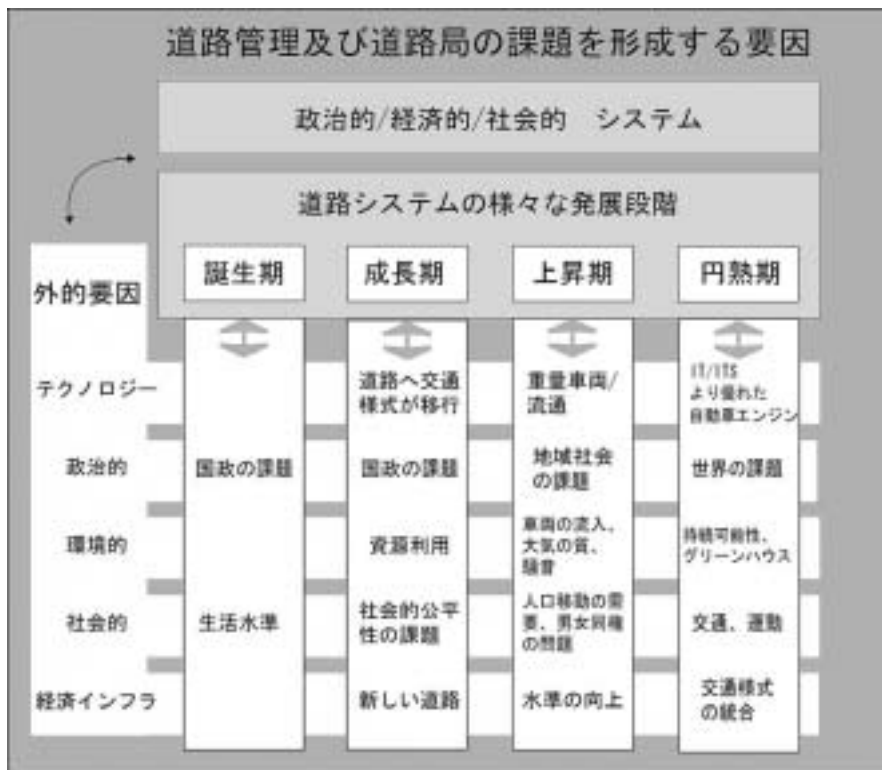 道路管理及び道路局の課題を形成する要因
政治的/経済的/社会的 システム
道路システムの様々な発展段階
外的要因
誕生期
成長期
上昇期
円熟期
テクノロジー
道路へ交通
様式が移行
重量車両/
流通
IT/ITS
より優れた
自動車エンジン
政治的
国政の課題
国政の課題
地域社会
の課題
世界の課題
環境的
資源利用
車両の流入、
大気の質、
騒音
持続可能性、
グリーンハウス
社会的
生活水準
社会的公平
性の課題
人口移動の需
要、男女同権
の問題
交通、運動
経済インフラ
新しい道路
水準の向上
交通様式
の統合